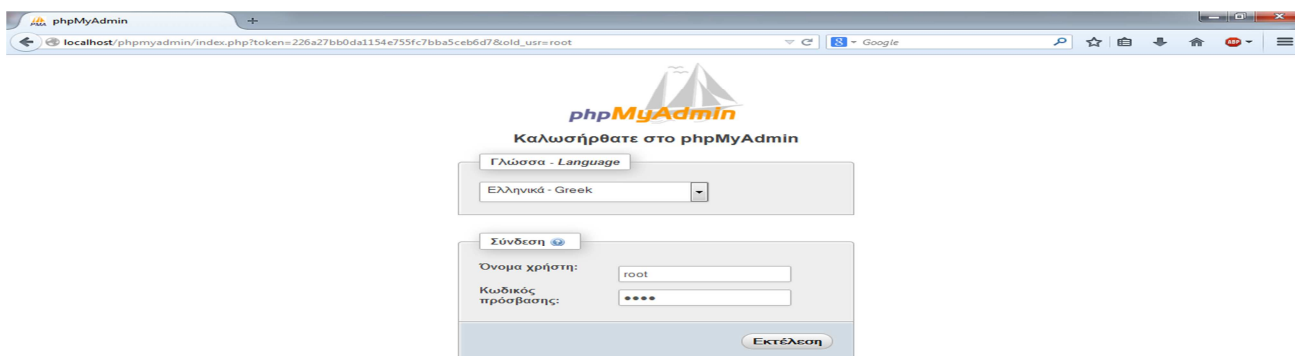 phpMyAdmin
localhost/phpmyadmin/index.php?token=226a27bb0da1154e755fc7bba5ceb6d7&old_usr=root
Google
phpMyAdmin
Καλωσήρθατε στο phpMyAdmin
Γλώσσα - Language
Ελληνικά - Greek
Σύνδεση
Όνομα χρήστη:
root
Κωδικός πρόσβασης:
••••
Εκτέλεση